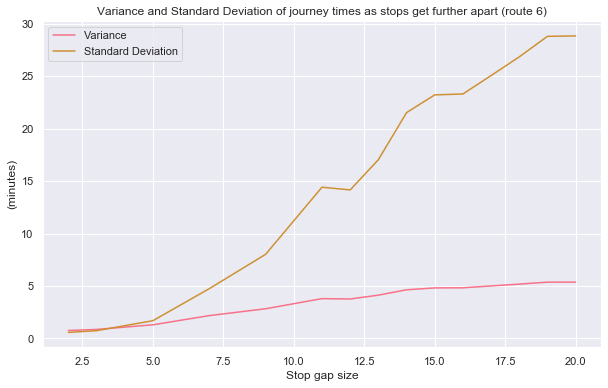 Variance and Standard Deviation of journey times as stops get further apart (route 6)
Variance
Standard Deviation
(minutes)
30
25
20
15
10
5
0
2.5 5.0 7.5 10.0 12.5 15.0 17.5 20.0
Stop gap size